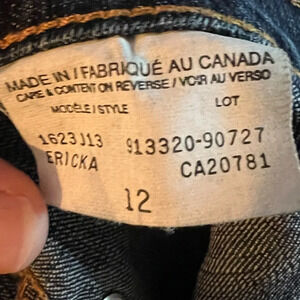 MADE IN / FABRIQUÉ AU CANADA
CARE & CONTENT ON REVERSE / VOIR AU VERSO
MODÈLE / STYLE LOT
1623J13 913320-90727
ERICKA CA20781
12